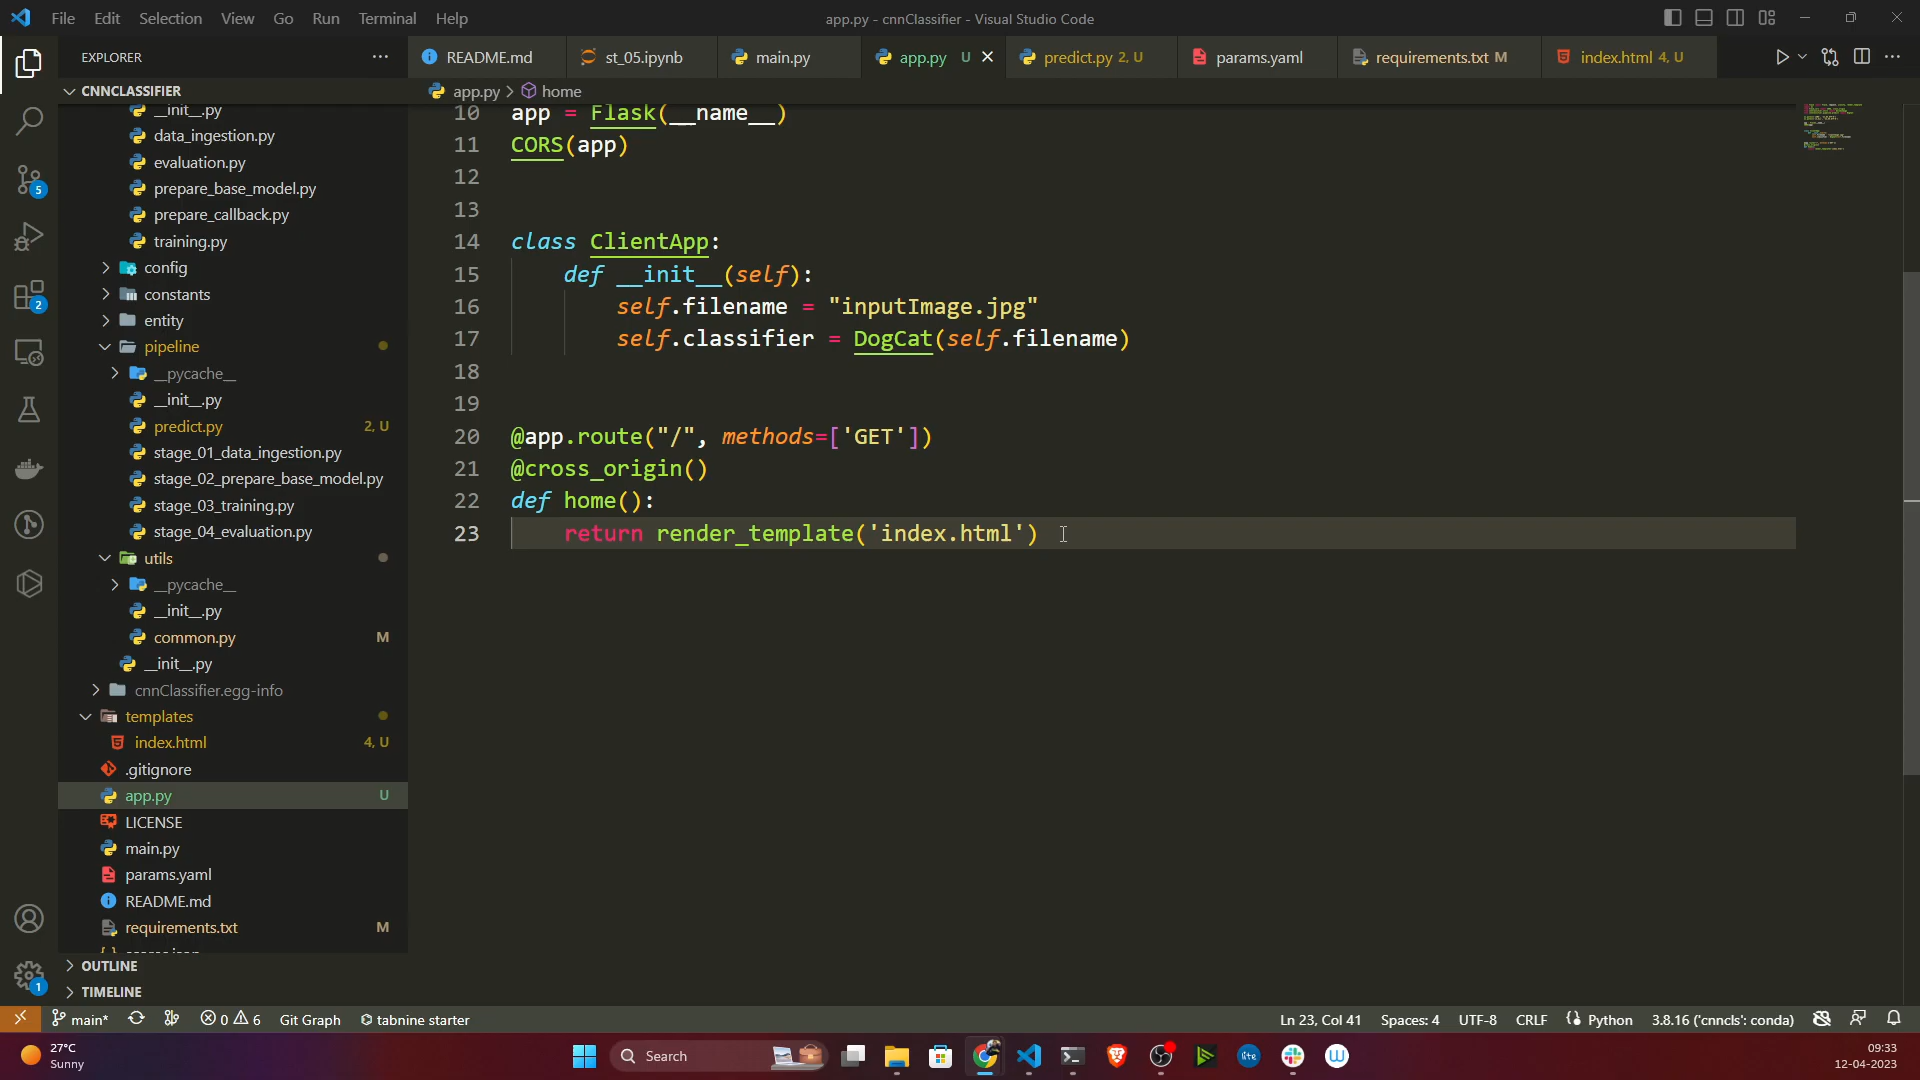 File Edit Selection View Go Run Terminal Help
app.py - cnnClassifier - Visual Studio Code
EXPLORER
README.md
st_05.ipynb
main.py
app.py U
predict.py 2, U
params.yaml
requirements.txt M
index.html 4, U
CNNCLASSIFIER
__init__.py
data_ingestion.py
evaluation.py
prepare_base_model.py
prepare_callback.py
training.py
config
constants
entity
pipeline
__pycache__
__init__.py
predict.py 2, U
stage_01_data_ingestion.py
stage_02_prepare_base_model.py
stage_03_training.py
stage_04_evaluation.py
utils
__pycache__
__init__.py
common.py M
__init__.py
cnnClassifier.egg-info
templates
index.html 4, U
.gitignore
app.py U
LICENSE
main.py
params.yaml
README.md
requirements.txt M
OUTLINE
TIMELINE
5
2
1
app.py > home
10 app = Flask(__name__)
11 CORS(app)
12
13
14 class ClientApp:
15     def __init__(self):
16         self.filename = "inputImage.jpg"
17         self.classifier = DogCat(self.filename)
18
19
20 @app.route("/", methods=['GET'])
21 @cross_origin()
22 def home():
23     return render_template('index.html')
main* 0 6 Git Graph tabnine starter
Ln 23, Col 41 Spaces: 4 UTF-8 CRLF Python 3.8.16 ('cnncls': conda)
27°C
Sunny
Search
lite
09:33
12-04-2023